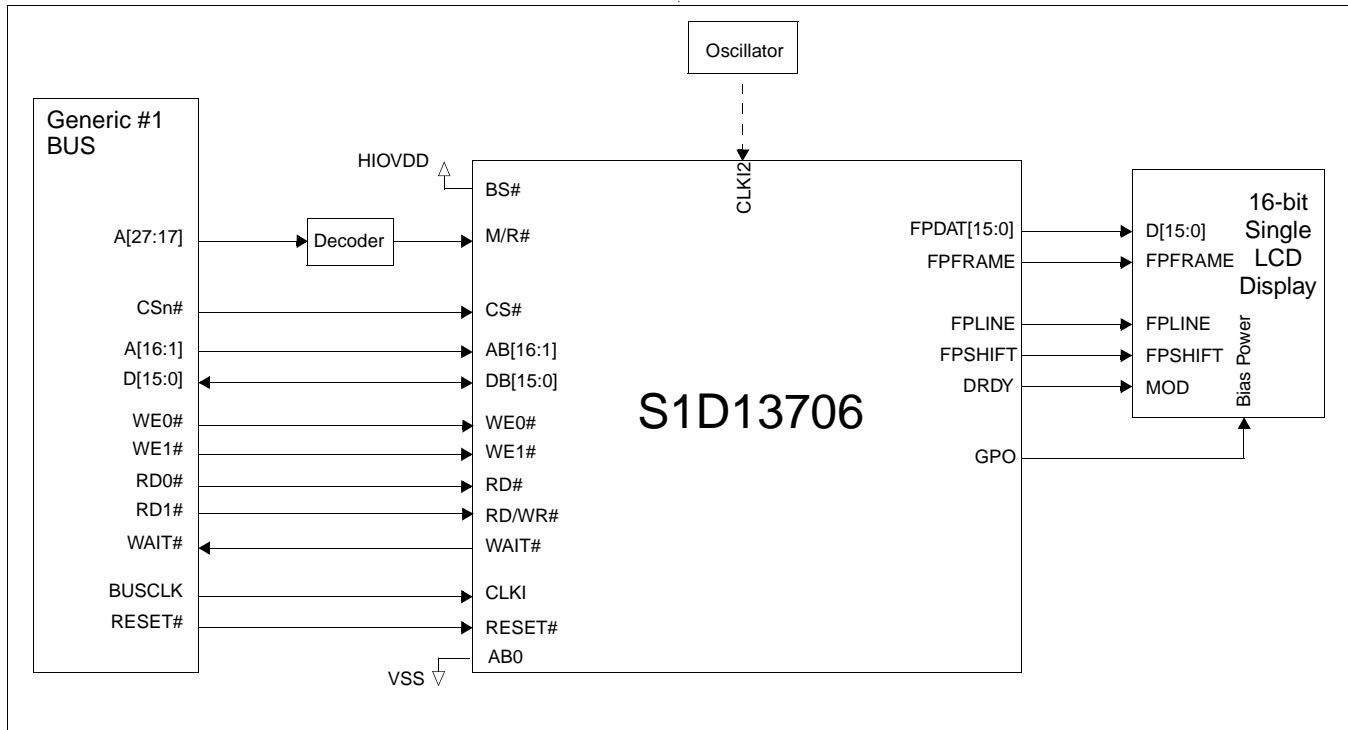 Oscillator
Generic #1
BUS
HIOVDD
BS#
CLKI2
A[27:17]
Decoder
M/R#
FPDAT[15:0]
D[15:0]
16-bit
Single
LCD
Display
FPFRAME
FPFRAME
CSn#
CS#
FPLINE
FPLINE
A[16:1]
AB[16:1]
FPSHIFT
FPSHIFT
D[15:0]
DB[15:0]
DRDY
MOD
Bias Power
S1D13706
WE0#
WE0#
WE1#
WE1#
GPO
RD0#
RD#
RD1#
RD/WR#
WAIT#
WAIT#
BUSCLK
CLKI
RESET#
RESET#
AB0
VSS